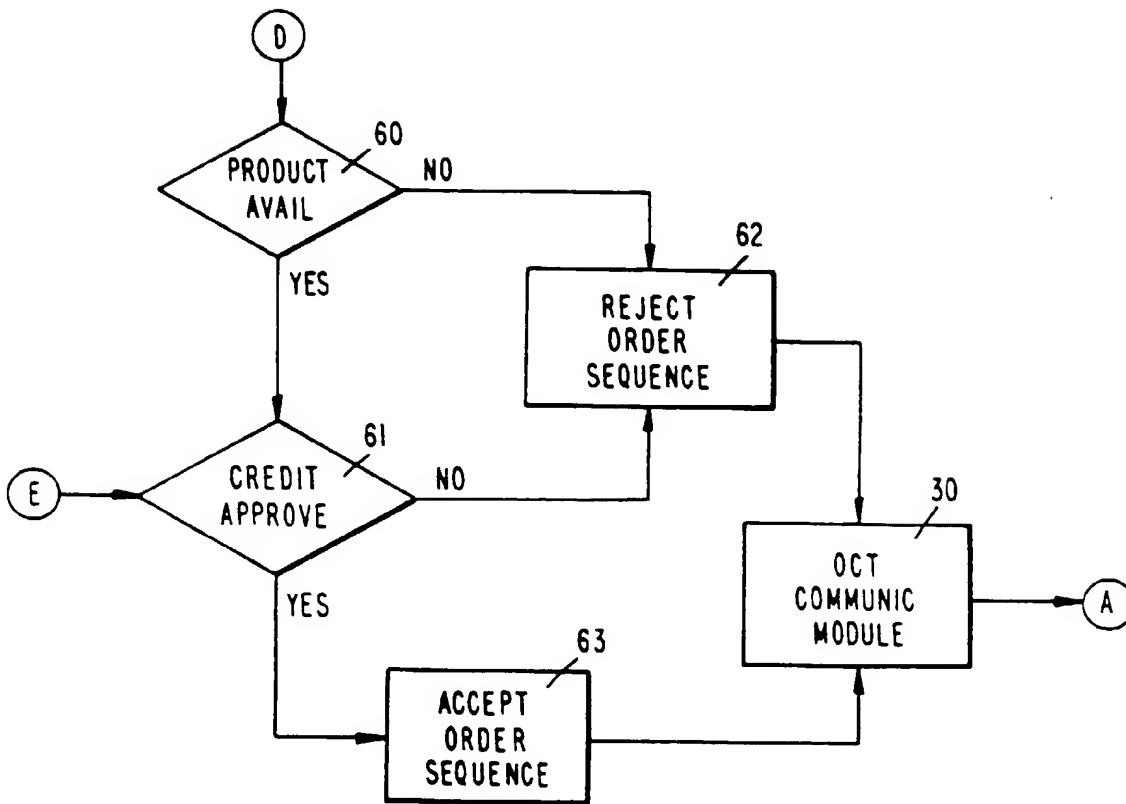 D
60
PRODUCT
AVAIL
NO
YES
62
REJECT
ORDER
SEQUENCE
61
E
CREDIT
APPROVE
NO
YES
30
OCT
COMMUNIC
MODULE
A
63
ACCEPT
ORDER
SEQUENCE